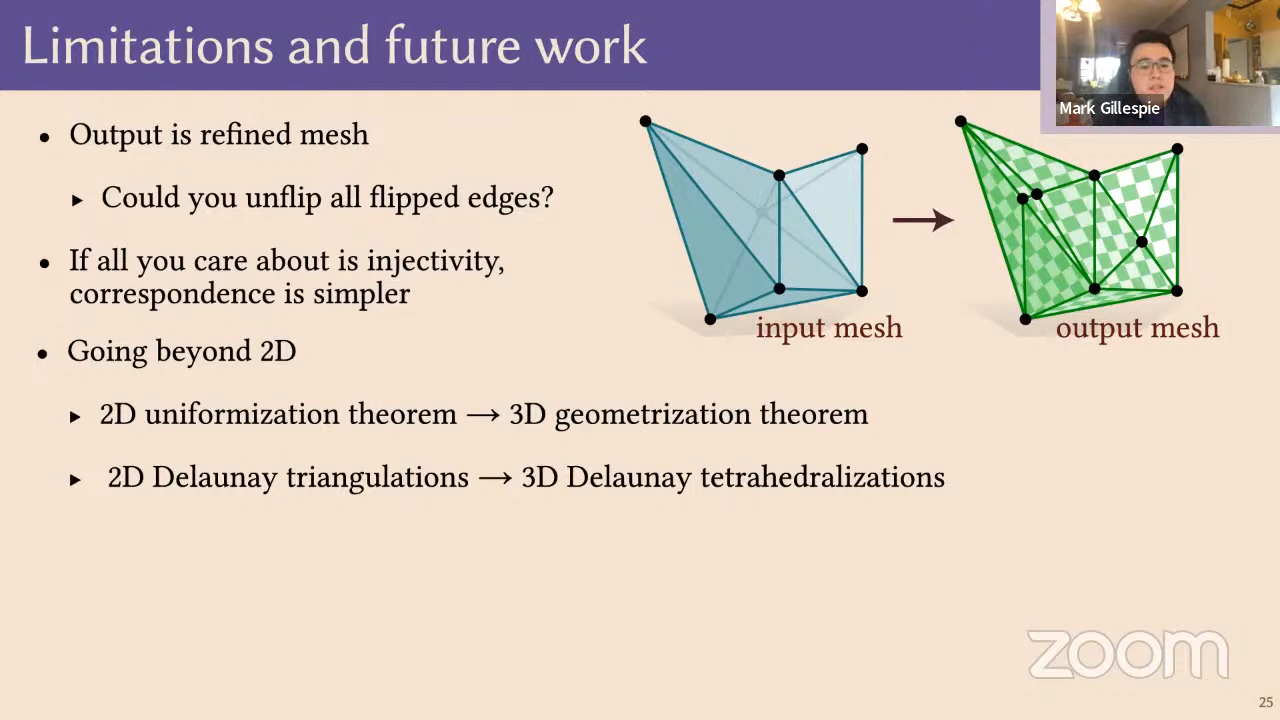 Limitations and future work
Mark Gillespie
• Output is refined mesh
▸ Could you unflip all flipped edges?
• If all you care about is injectivity,
correspondence is simpler
input mesh
output mesh
• Going beyond 2D
▸ 2D uniformization theorem → 3D geometrization theorem
▸ 2D Delaunay triangulations → 3D Delaunay tetrahedralizations
zoom
25